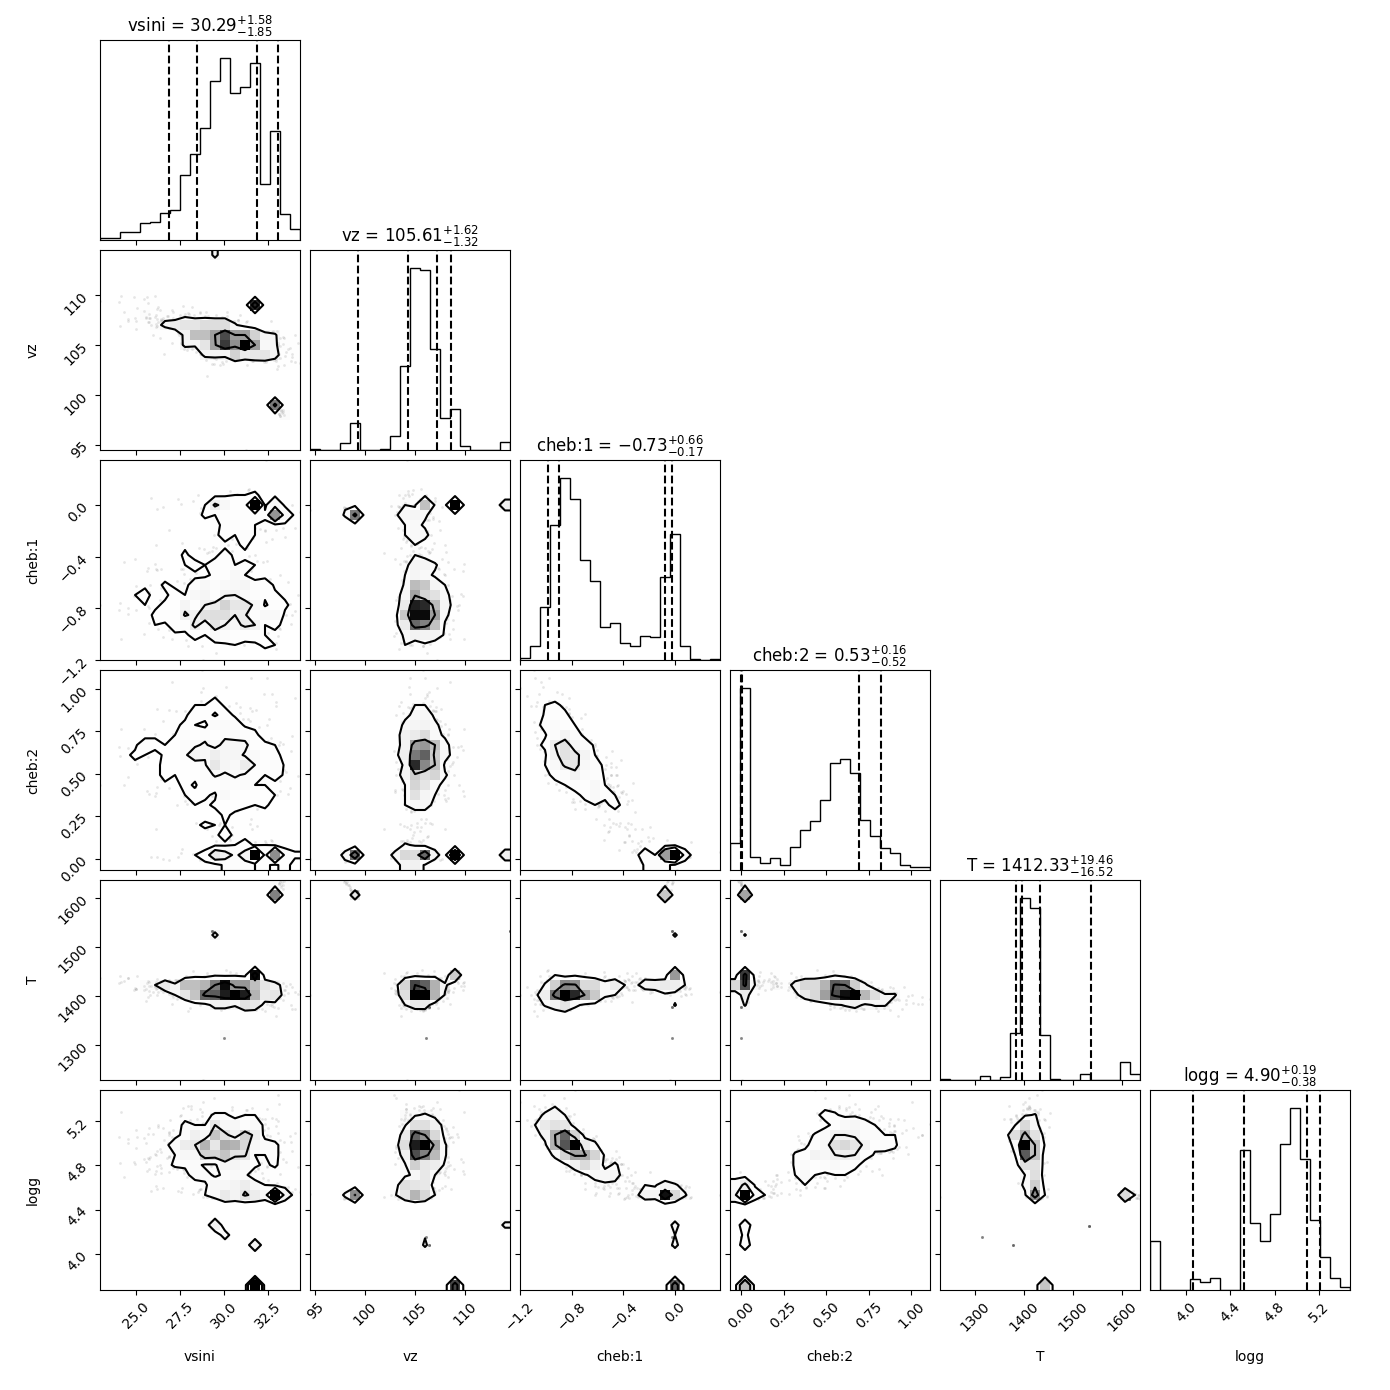 vsini = 30.29+1.58−1.85
vz = 105.61+1.62−1.32
110
105
100
95
vz
cheb:1 = −0.73+0.66−0.17
0.0
−0.4
−0.8
−1.2
cheb:1
cheb:2 = 0.53+0.16−0.52
1.00
0.75
0.50
0.25
0.00
cheb:2
T = 1412.33+19.46−16.52
1600
1500
1400
1300
T
logg = 4.90+0.19−0.38
5.2
4.8
4.4
4.0
logg
25.0 27.5 30.0 32.5 95 100 105 110 −1.2 −0.8 −0.4 0.0 0.00 0.25 0.50 0.75 1.00 1300 1400 1500 1600 4.0 4.4 4.8 5.2
vsini vz cheb:1 cheb:2 T logg